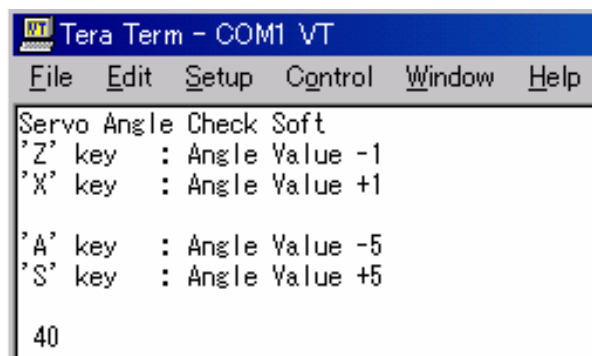 VT Tera Term - COM1 VT
File Edit Setup Control Window Help
Servo Angle Check Soft
'Z' key : Angle Value -1
'X' key : Angle Value +1
'A' key : Angle Value -5
'S' key : Angle Value +5
40